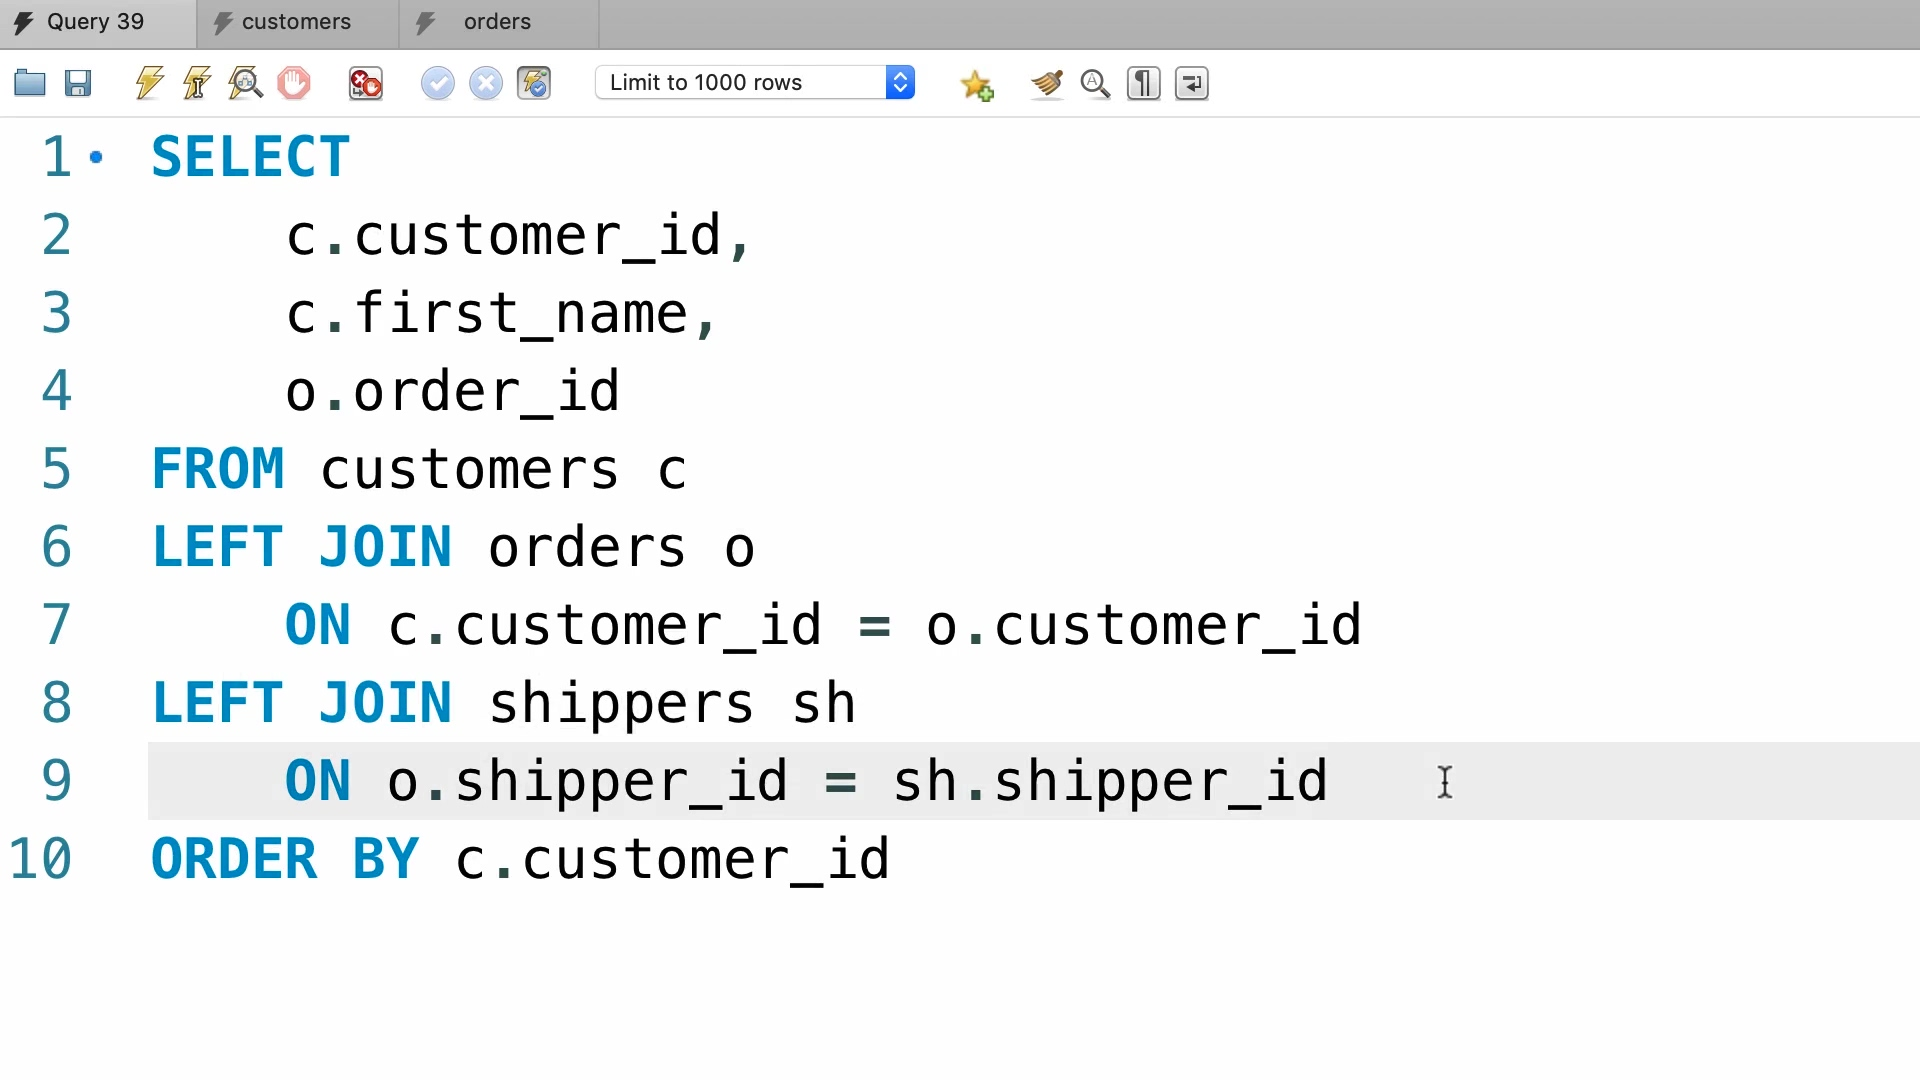 Query 39 customers orders
Limit to 1000 rows
1 SELECT
2 c.customer_id,
3 c.first_name,
4 o.order_id
5 FROM customers c
6 LEFT JOIN orders o
7 ON c.customer_id = o.customer_id
8 LEFT JOIN shippers sh
9 ON o.shipper_id = sh.shipper_id
10 ORDER BY c.customer_id